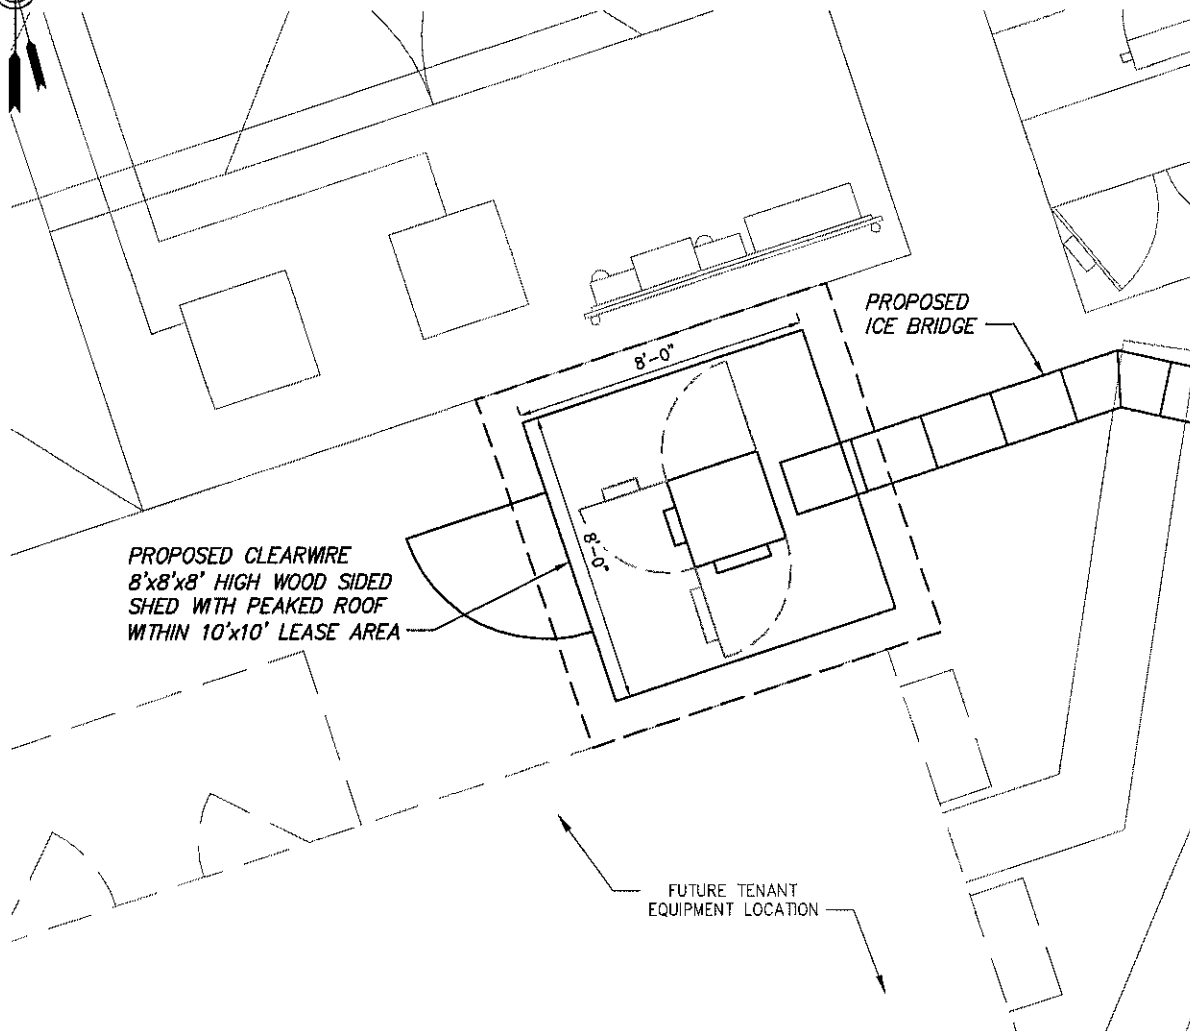 PROPOSED
ICE BRIDGE
8'-0"
8'-0"
PROPOSED CLEARWIRE
8'x8'x8' HIGH WOOD SIDED
SHED WITH PEAKED ROOF
WITHIN 10'x10' LEASE AREA
FUTURE TENANT
EQUIPMENT LOCATION